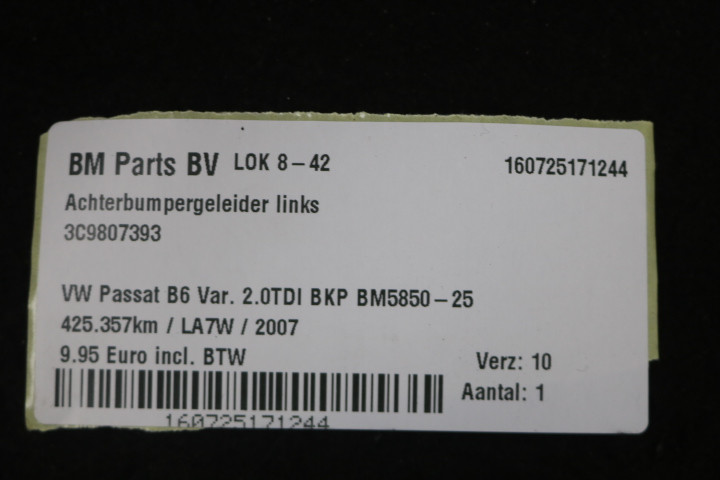 BM Parts BV LOK 8-42 160725171244
Achterbumpergeleider links
3C9807393
VW Passat B6 Var. 2.0TDI BKP BM5850-25
425.357km / LA7W / 2007
9.95 Euro incl. BTW Verz: 10
Aantal: 1
160725171244